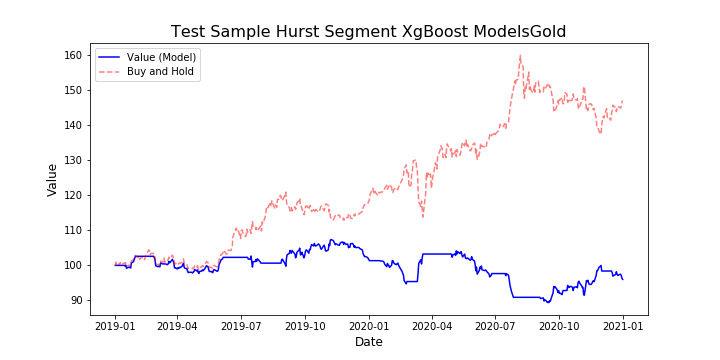 Test Sample Hurst Segment XgBoost ModelsGold
Value (Model)
Buy and Hold
Value
160
150
140
130
120
110
100
90
2019-01 2019-04 2019-07 2019-10 2020-01 2020-04 2020-07 2020-10 2021-01
Date